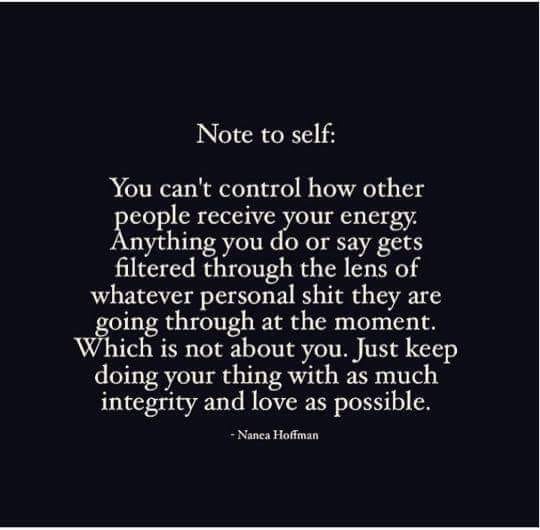 Note to self:
You can't control how other
people receive your energy.
Anything you do or say gets
filtered through the lens of
whatever personal shit they are
going through at the moment.
Which is not about you. Just keep
doing your thing with as much
integrity and love as possible.
- Nanea Hoffman